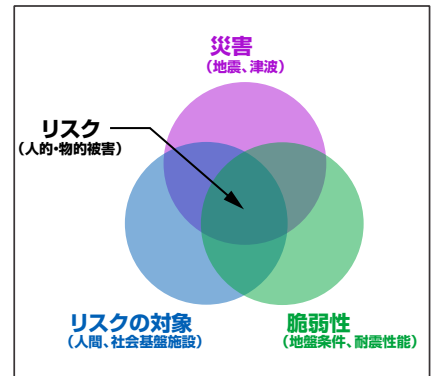 災害
(地震、津波)
リスク
(人的・物的被害)
リスクの対象
(人間、社会基盤施設)
脆弱性
(地盤条件、耐震性能)